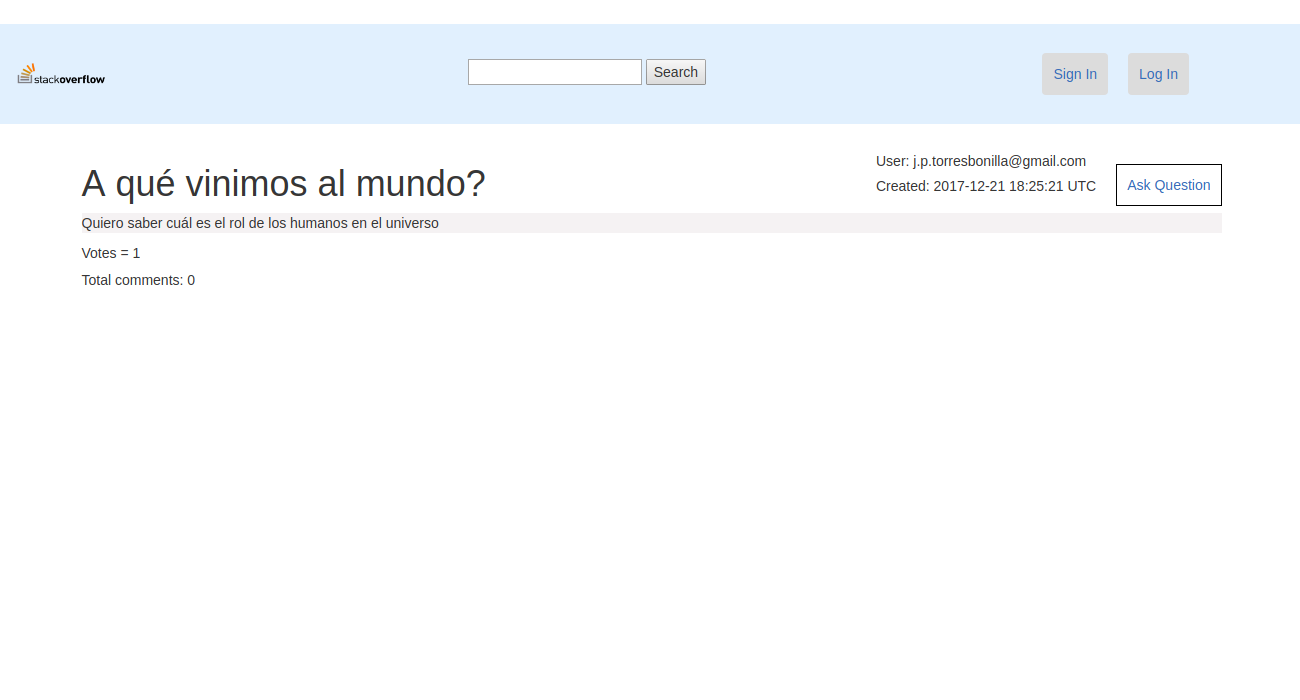 stackoverflow
Search
Sign In
Log In
A qué vinimos al mundo?
User: j.p.torresbonilla@gmail.com
Created: 2017-12-21 18:25:21 UTC
Ask Question
Quiero saber cuál es el rol de los humanos en el universo
Votes = 1
Total comments: 0